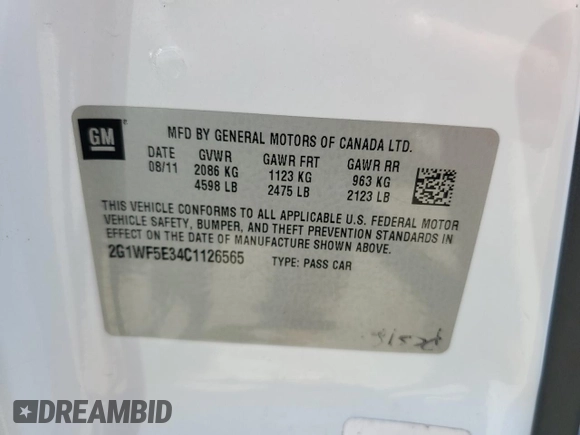 GM
MFD BY GENERAL MOTORS OF CANADA LTD.
DATE GVWR GAWR FRT GAWR RR
08/11 2086 KG 1123 KG 963 KG
4598 LB 2475 LB 2123 LB
THIS VEHICLE CONFORMS TO ALL APPLICABLE U.S. FEDERAL MOTOR
VEHICLE SAFETY, BUMPER, AND THEFT PREVENTION STANDARDS IN
EFFECT ON THE DATE OF MANUFACTURE SHOWN ABOVE.
2G1WF5E34C1126565 TYPE: PASS CAR
DREAMBID